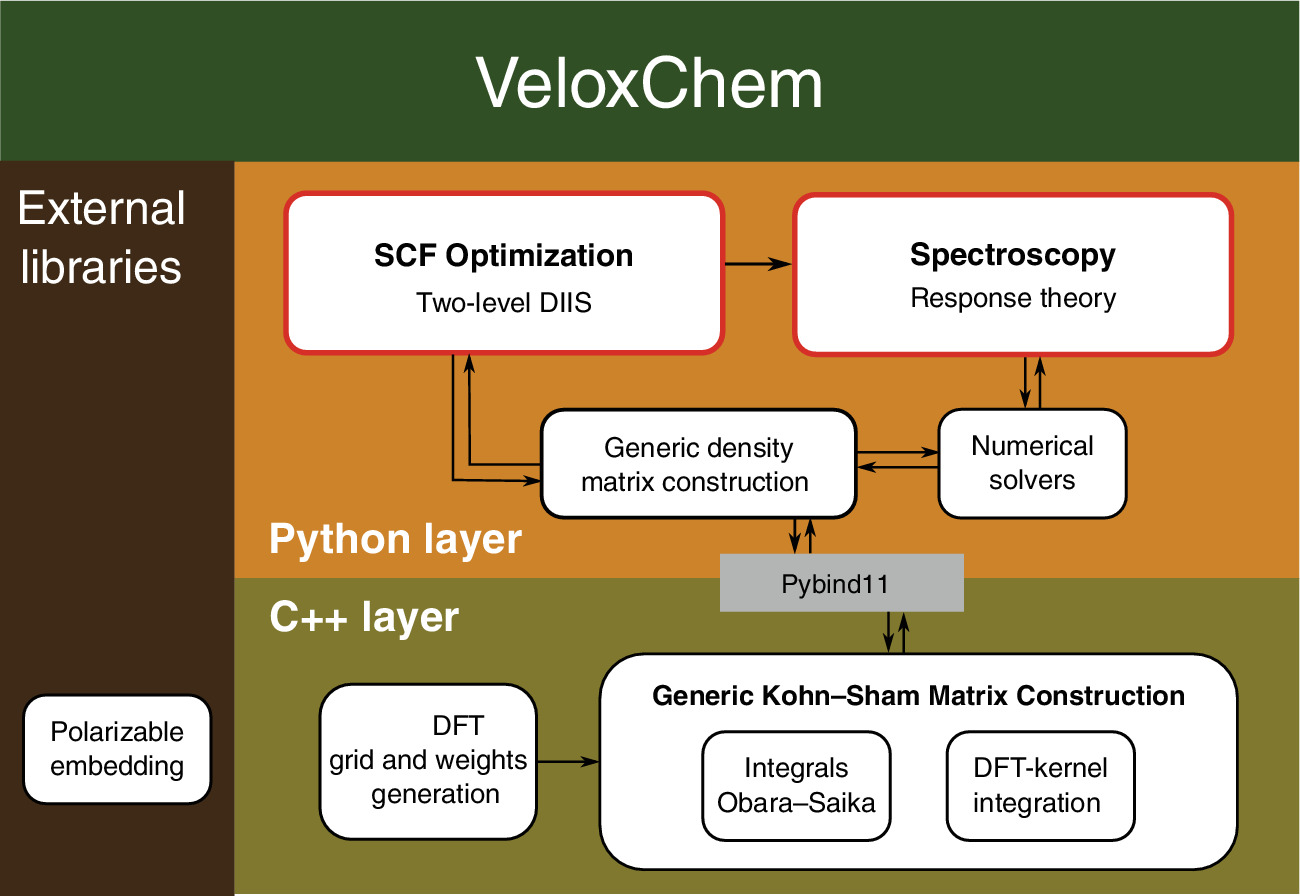 VeloxChem
External
libraries
SCF Optimization
Two-level DIIS
Spectroscopy
Response theory
Generic density
matrix construction
Numerical
solvers
Python layer
Pybind11
C++ layer
Generic Kohn–Sham Matrix Construction
Polarizable
embedding
DFT
grid and weights
generation
Integrals
Obara–Saika
DFT-kernel
integration